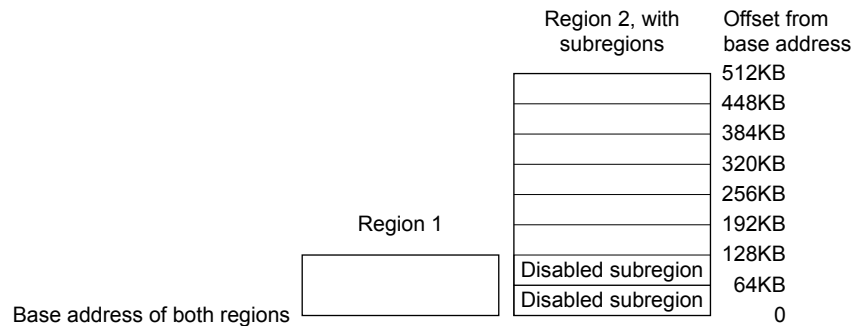 Region 2, with
subregions
Offset from
base address
512KB
448KB
384KB
320KB
256KB
Region 1
192KB
128KB
Disabled subregion
64KB
Disabled subregion
Base address of both regions
0